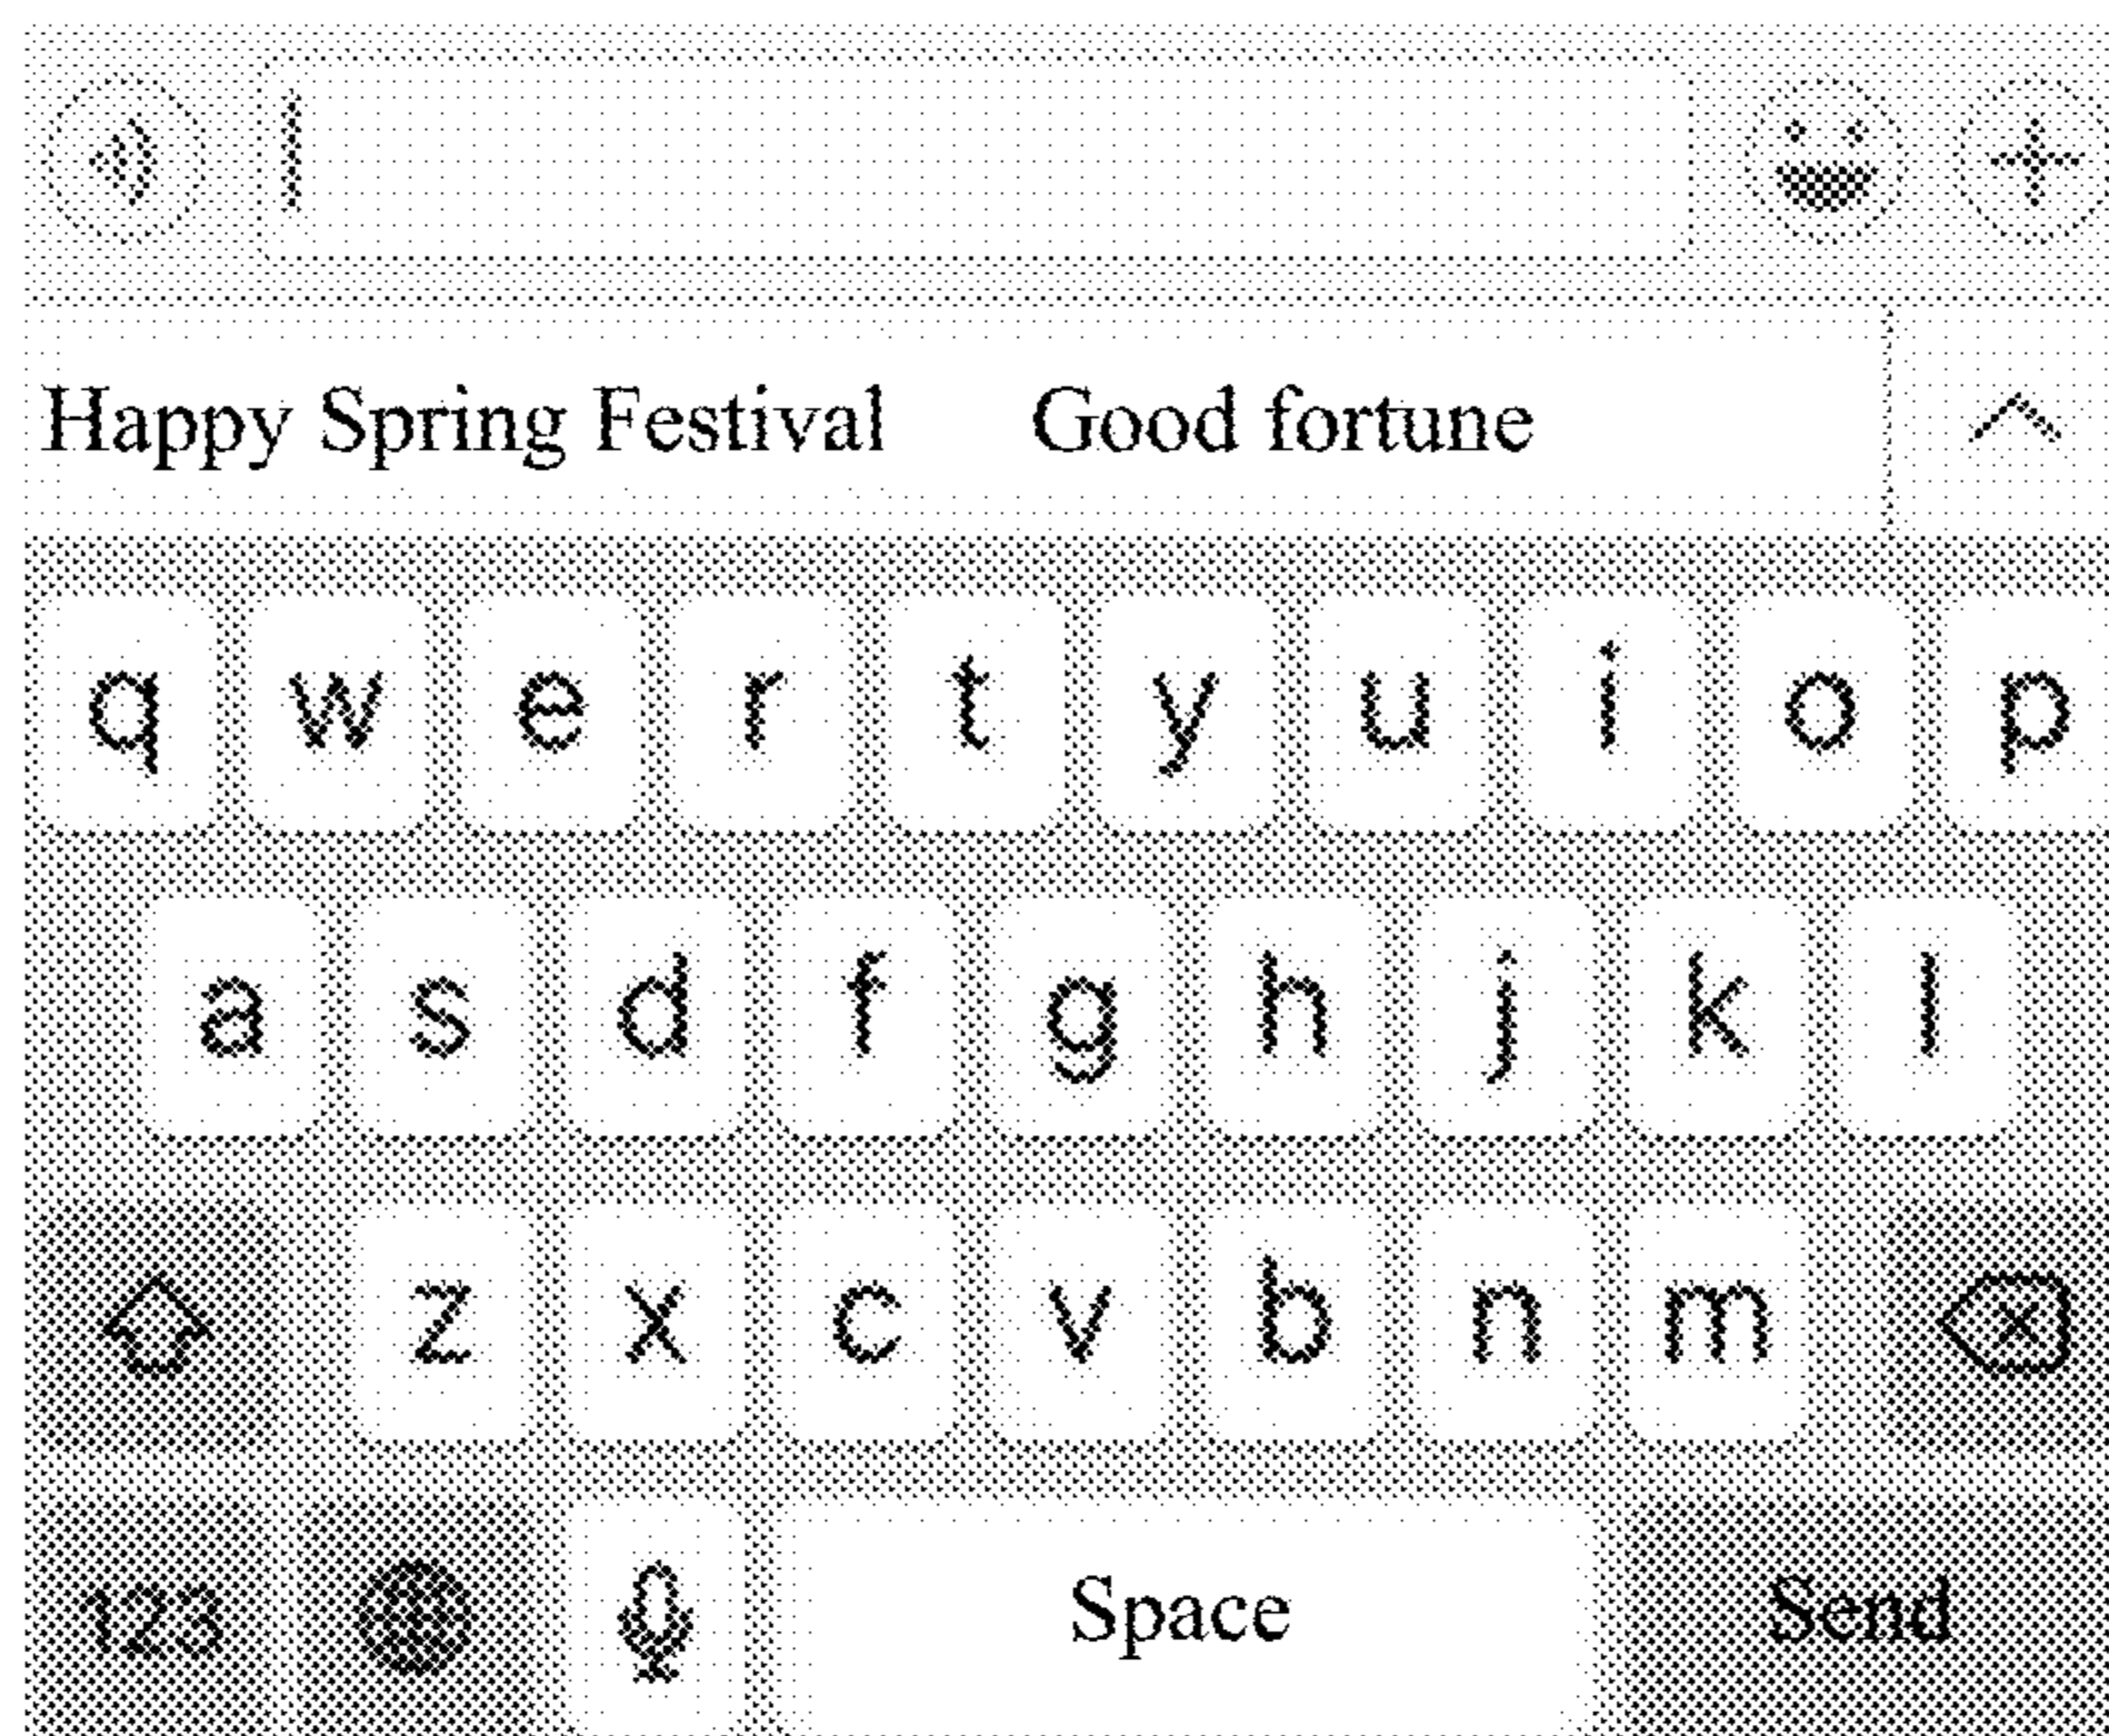 Happy Spring Festival Good fortune
q w e r t y u i o p
a s d f g h j k l
z x c v b n m
123 Space Send